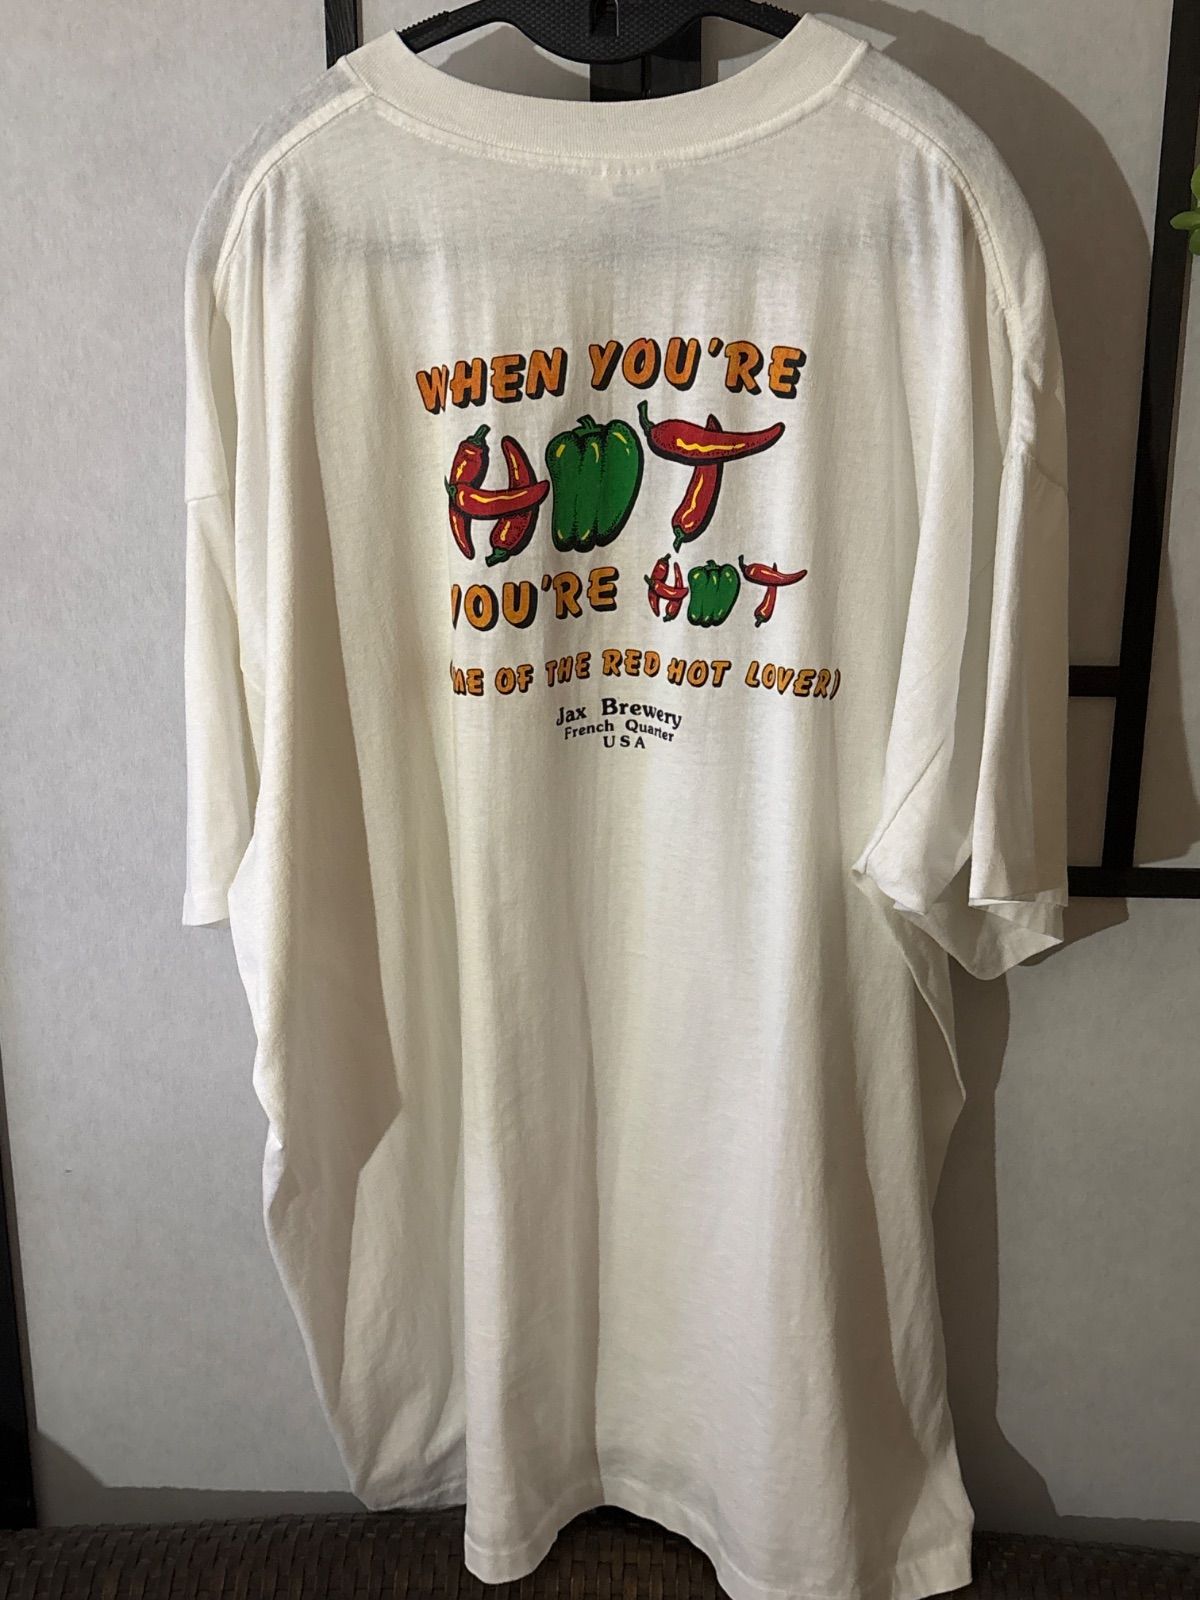 WHEN YOU'RE
HOT
YOU'RE HOT
OF THE RED HOT LOVER)
Jax Brewery
French Quarter
USA